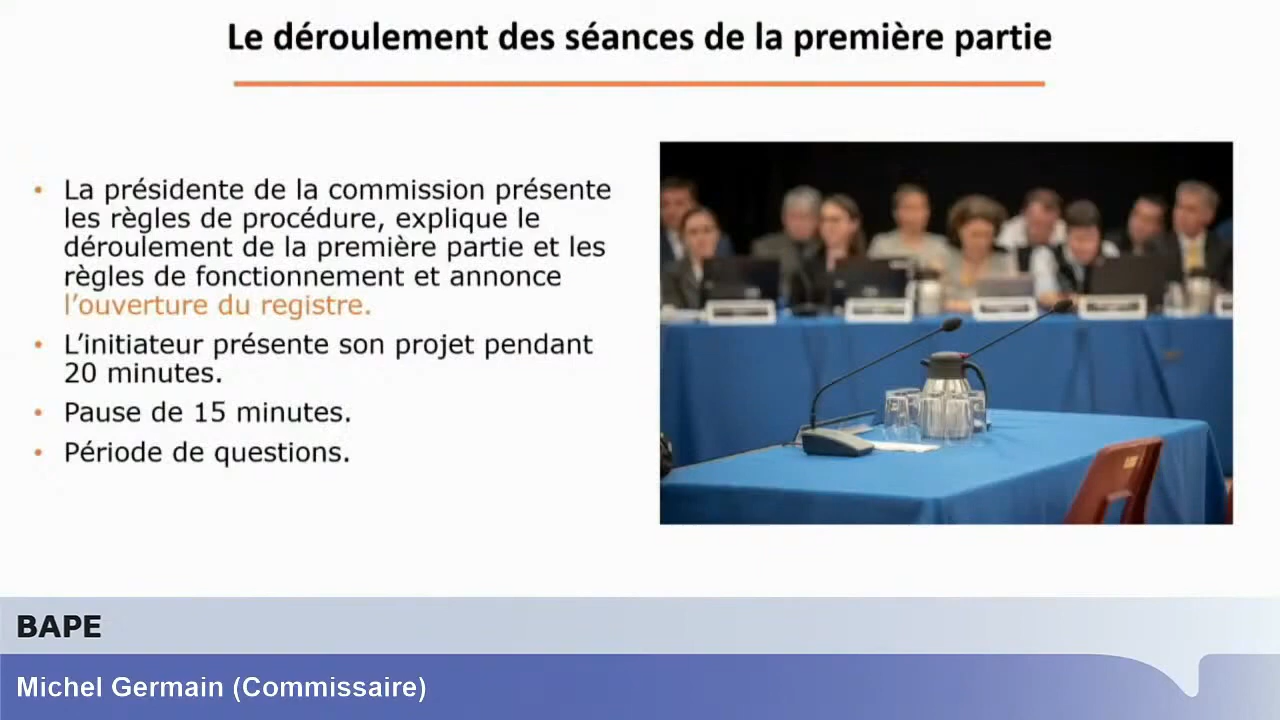 Le déroulement des séances de la première partie
• La présidente de la commission présente
les règles de procédure, explique le
déroulement de la première partie et les
règles de fonctionnement et annonce
l’ouverture du registre.
• L’initiateur présente son projet pendant
20 minutes.
• Pause de 15 minutes.
• Période de questions.
BAPE
Michel Germain (Commissaire)